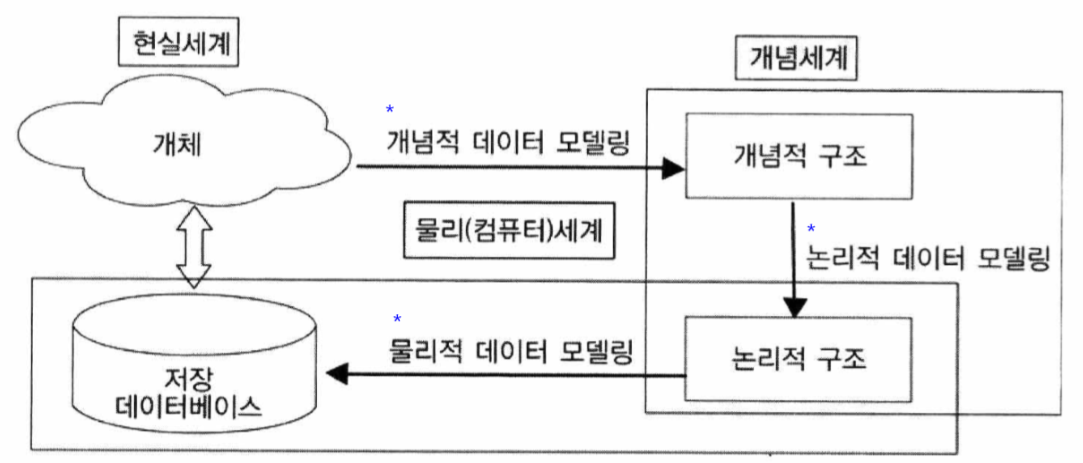 현실세계
개념세계
개체
*
개념적 데이터 모델링
개념적 구조
물리(컴퓨터)세계
*
논리적 데이터 모델링
*
물리적 데이터 모델링
논리적 구조
저장
데이터베이스